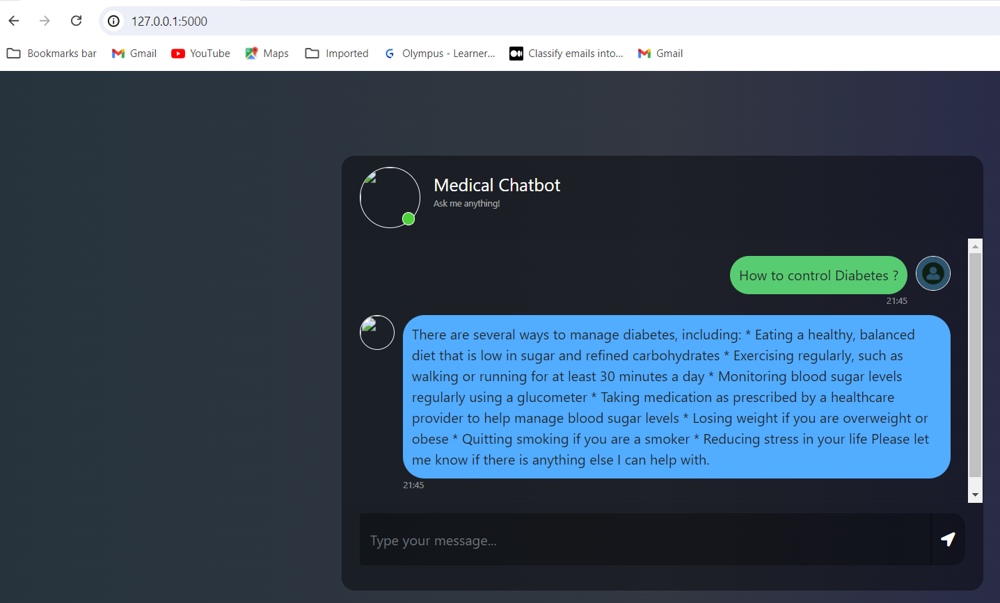 127.0.0.1:5000
Bookmarks bar Gmail YouTube Maps Imported Olympus - Learner... Classify emails into... Gmail
Medical Chatbot
Ask me anything!
How to control Diabetes ?
21:45
There are several ways to manage diabetes, including: * Eating a healthy, balanced
diet that is low in sugar and refined carbohydrates * Exercising regularly, such as
walking or running for at least 30 minutes a day * Monitoring blood sugar levels
regularly using a glucometer * Taking medication as prescribed by a healthcare
provider to help manage blood sugar levels * Losing weight if you are overweight or
obese * Quitting smoking if you are a smoker * Reducing stress in your life Please let
me know if there is anything else I can help with.
21:45
Type your message...